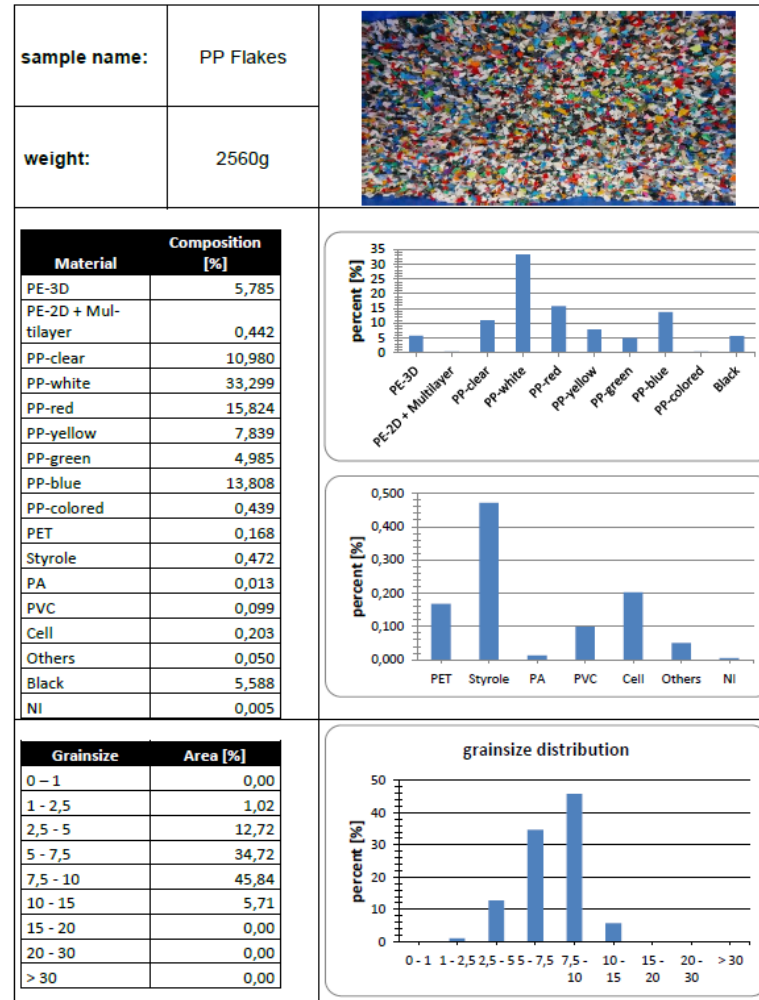 sample name: PP Flakes
weight: 2560g
Material Composition [%]
PE-3D 5,785
PE-2D + Mul-
tilayer 0,442
PP-clear 10,980
PP-white 33,299
PP-red 15,824
PP-yellow 7,839
PP-green 4,985
PP-blue 13,808
PP-colored 0,439
PET 0,168
Styrole 0,472
PA 0,013
PVC 0,099
Cell 0,203
Others 0,050
Black 5,588
NI 0,005
percent [%]
35
30
25
20
15
10
5
0
PE-3D PE-2D + Multilayer PP-clear PP-white PP-red PP-yellow PP-green PP-blue PP-colored Black
percent [%]
0,500
0,400
0,300
0,200
0,100
0,000
PET Styrole PA PVC Cell Others NI
Grainsize Area [%]
0 – 1 0,00
1 - 2,5 1,02
2,5 - 5 12,72
5 - 7,5 34,72
7,5 - 10 45,84
10 - 15 5,71
15 - 20 0,00
20 - 30 0,00
> 30 0,00
grainsize distribution
percent [%]
50
40
30
20
10
0
0 - 1 1 - 2,5 2,5 - 5 5 - 7,5 7,5 - 10 - 15 - 20 - > 30
10 15 20 30